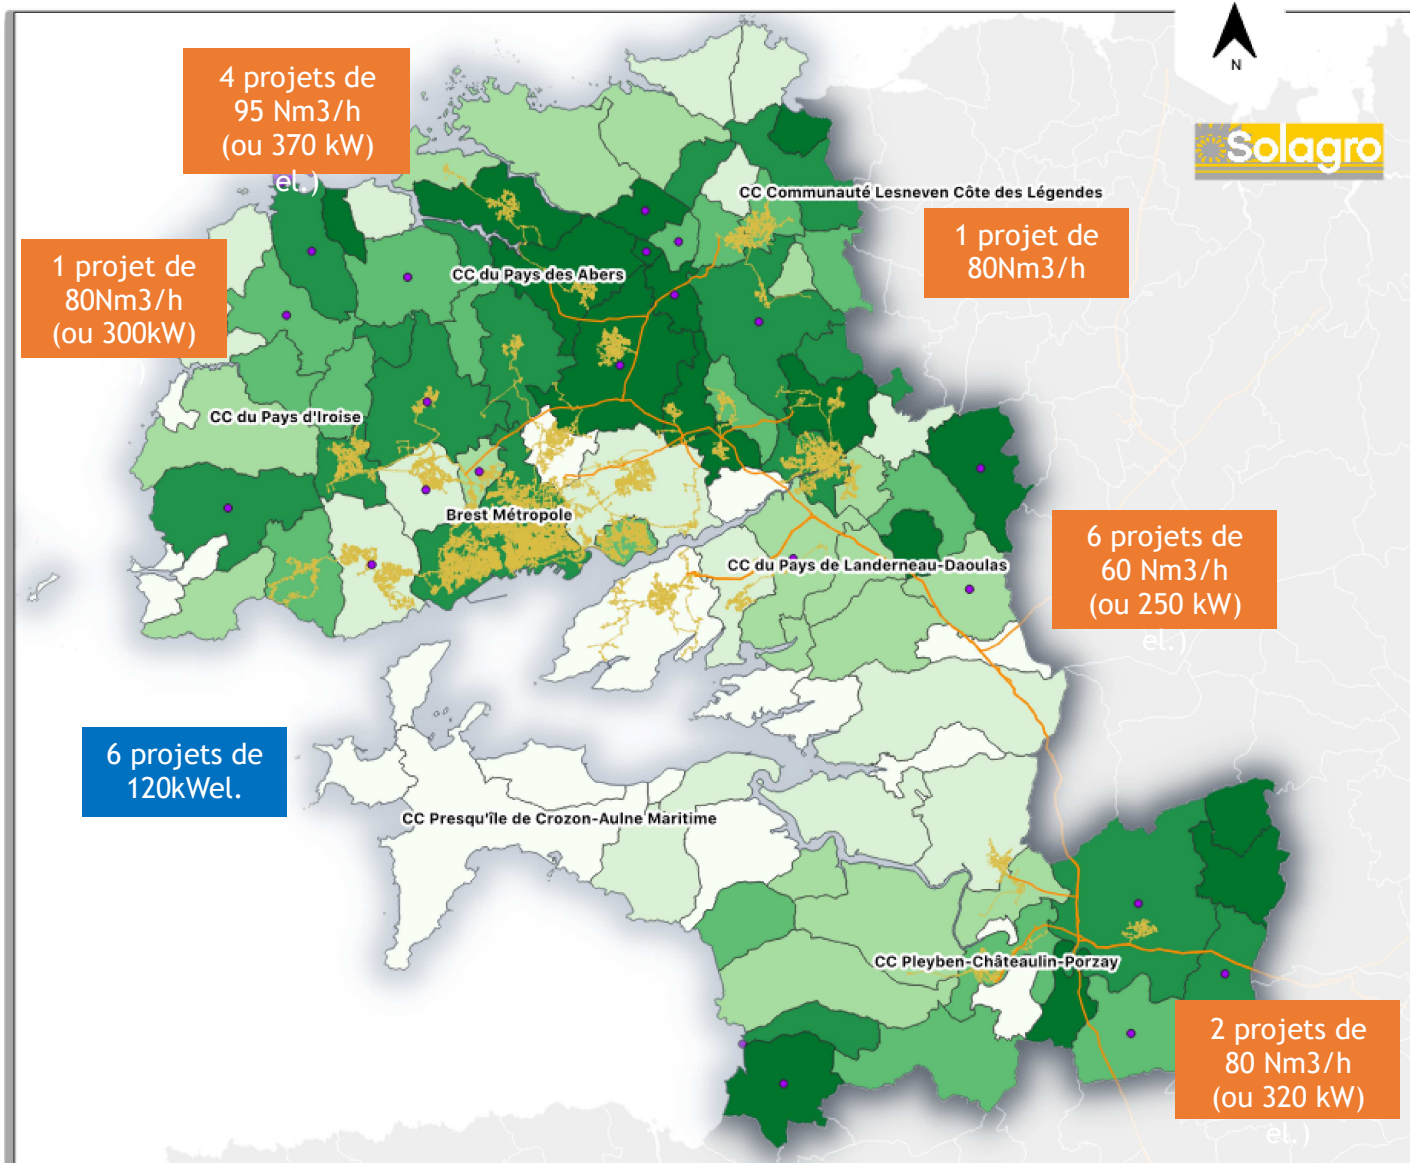 N
Solagro
4 projets de
95 Nm3/h
(ou 370 kW)
el.)
CC Communauté Lesneven Côte des Légendes
1 projet de
80Nm3/h
1 projet de
80Nm3/h
(ou 300kW)
CC du Pays des Abers
CC du Pays d'Iroise
Brest Métropole
CC du Pays de Landerneau-Daoulas
6 projets de
60 Nm3/h
(ou 250 kW)
el.)
6 projets de
120kWel.
CC Presqu'île de Crozon-Aulne Maritime
CC Pleyben-Châteaulin-Porzay
2 projets de
80 Nm3/h
(ou 320 kW)
el.)